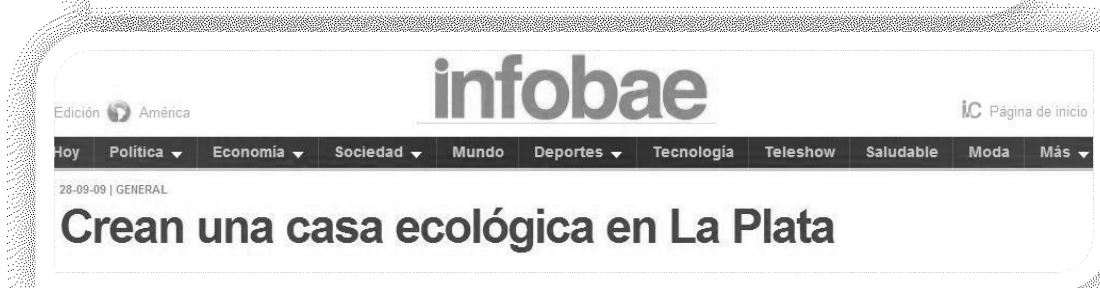 infobae
Edición América
iC Página de inicio
Hoy Política Economía Sociedad Mundo Deportes Tecnología Teleshow Saludable Moda Más
28-09-09 | GENERAL
Crean una casa ecológica en La Plata